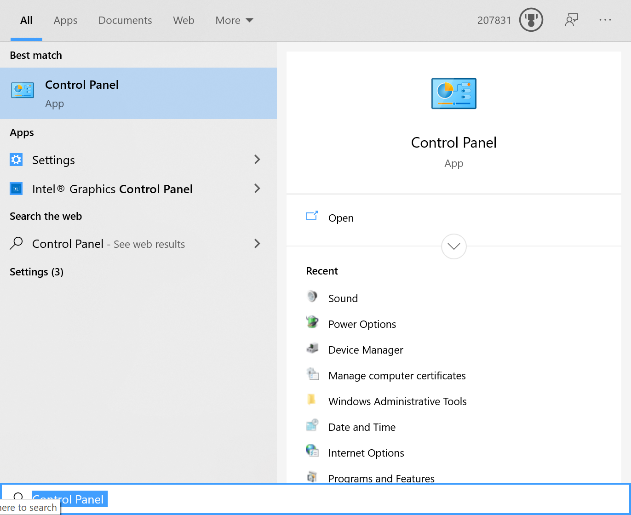 All Apps Documents Web More 207831 ...
Best match
Control Panel
App
Apps
Settings
Intel® Graphics Control Panel
Search the web
Control Panel - See web results
Settings (3)
Control Panel
App
Open
Recent
Sound
Power Options
Device Manager
Manage computer certificates
Windows Administrative Tools
Date and Time
Internet Options
Programs and Features
Control Panel
here to search